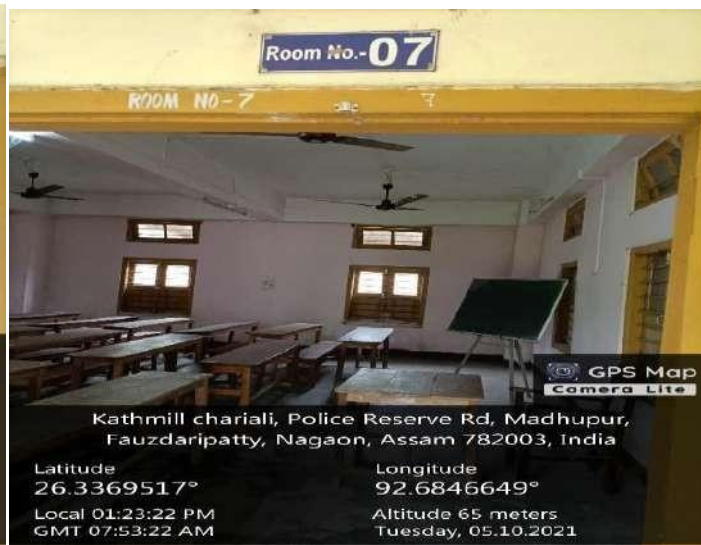 Room No.-07
ROOM NO-7
GPS Map
Camera Lite
Kathmill chariali, Police Reserve Rd, Madhupur,
Fauzdaripatty, Nagaon, Assam 782003, India
Latitude
26.3369517°
Longitude
92.6846649°
Local 01:23:22 PM
GMT 07:53:22 AM
Altitude 65 meters
Tuesday, 05.10.2021